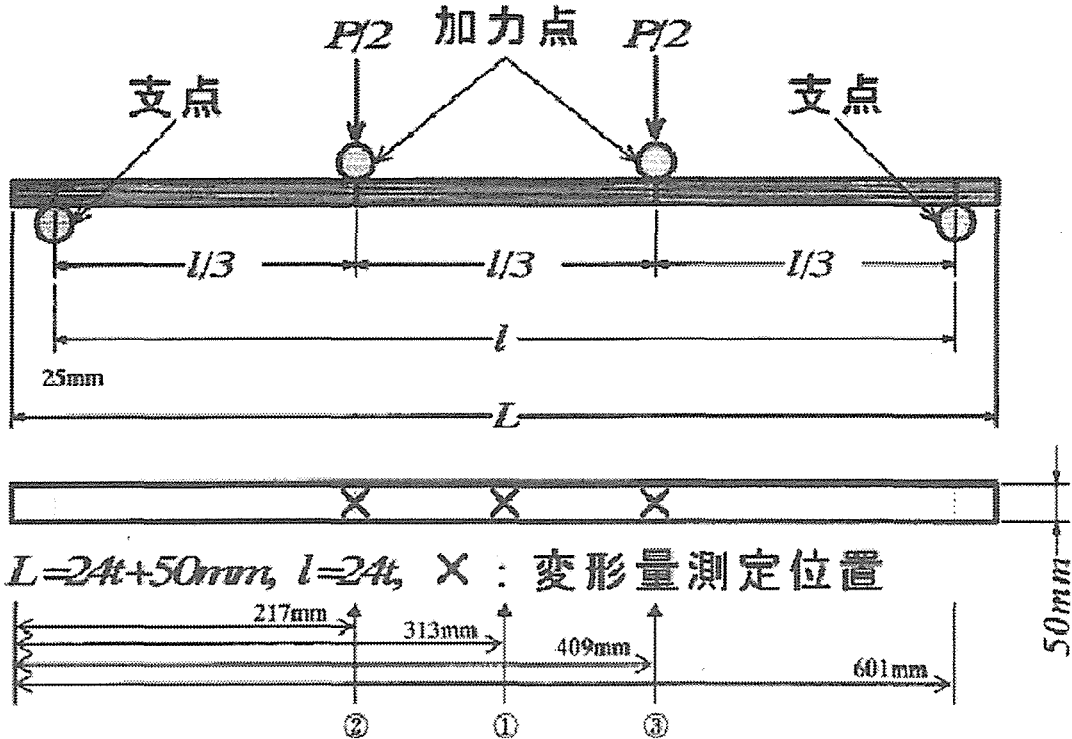 P/2 加力点 P/2
支点 支点
l/3 l/3 l/3
l
25mm
L
L=24t+50mm, l=24t, × : 変形量測定位置
50mm
217mm
313mm
409mm
601mm
② ① ③